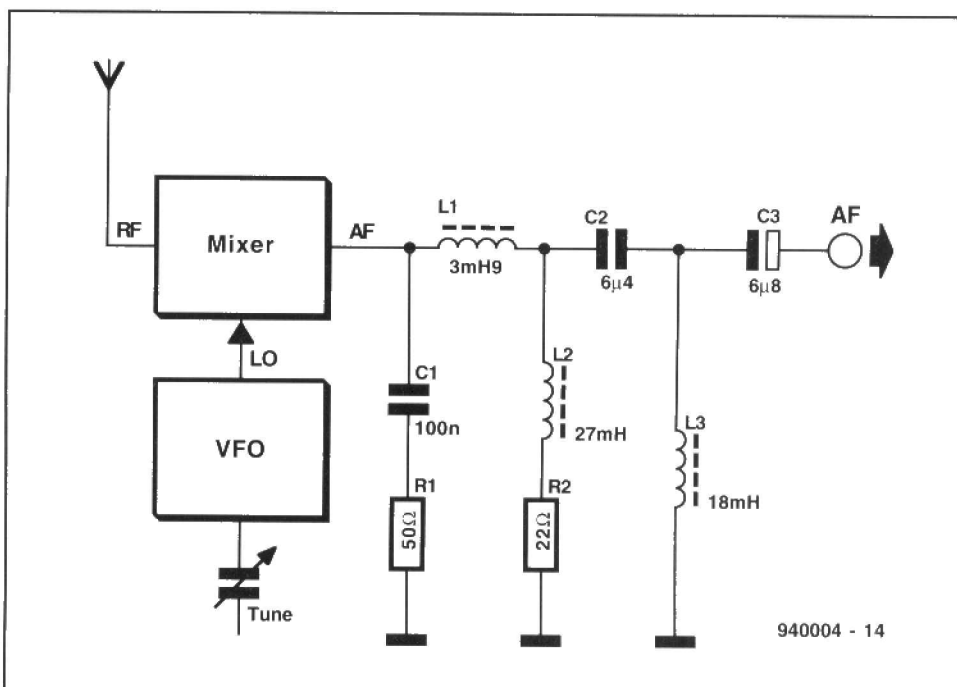 RF
Mixer
AF
L1
3mH9
C2
6µ4
C3
6µ8
AF
LO
VFO
Tune
C1
100n
R1
50Ω
L2
27mH
R2
22Ω
L3
18mH
940004 - 14